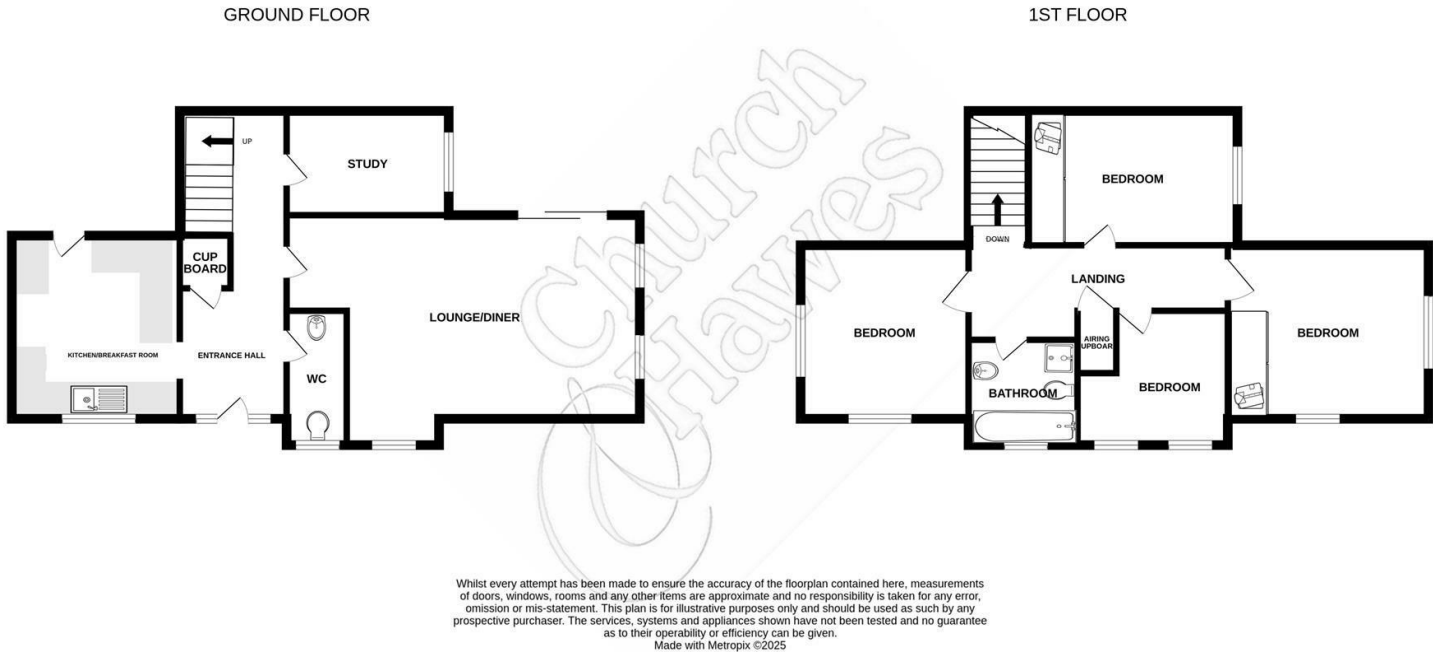 GROUND FLOOR
1ST FLOOR
UP
STUDY
CUP
BOARD
LOUNGE/DINER
KITCHEN/BREAKFAST ROOM
ENTRANCE HALL
WC
BEDROOM
DOWN
LANDING
BEDROOM
BEDROOM
AIRING
UPBOAR
BEDROOM
BATHROOM
Church
& Hawes
Whilst every attempt has been made to ensure the accuracy of the floorplan contained here, measurements
of doors, windows, rooms and any other items are approximate and no responsibility is taken for any error,
omission or mis-statement. This plan is for illustrative purposes only and should be used as such by any
prospective purchaser. The services, systems and appliances shown have not been tested and no guarantee
as to their operability or efficiency can be given.
Made with Metropix ©2025